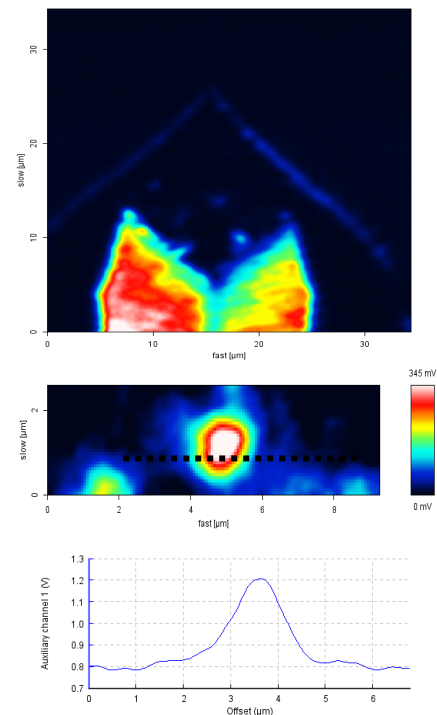 30
20
10
0
slow [µm]
0 10 20 30
fast [µm]
345 mV
2
0
slow [µm]
0 mV
0 2 4 6 8
fast [µm]
1.3
1.2
1.1
1.0
0.9
0.8
0.7
Auxiliary channel 1 (V)
0 1 2 3 4 5 6
Offset (µm)